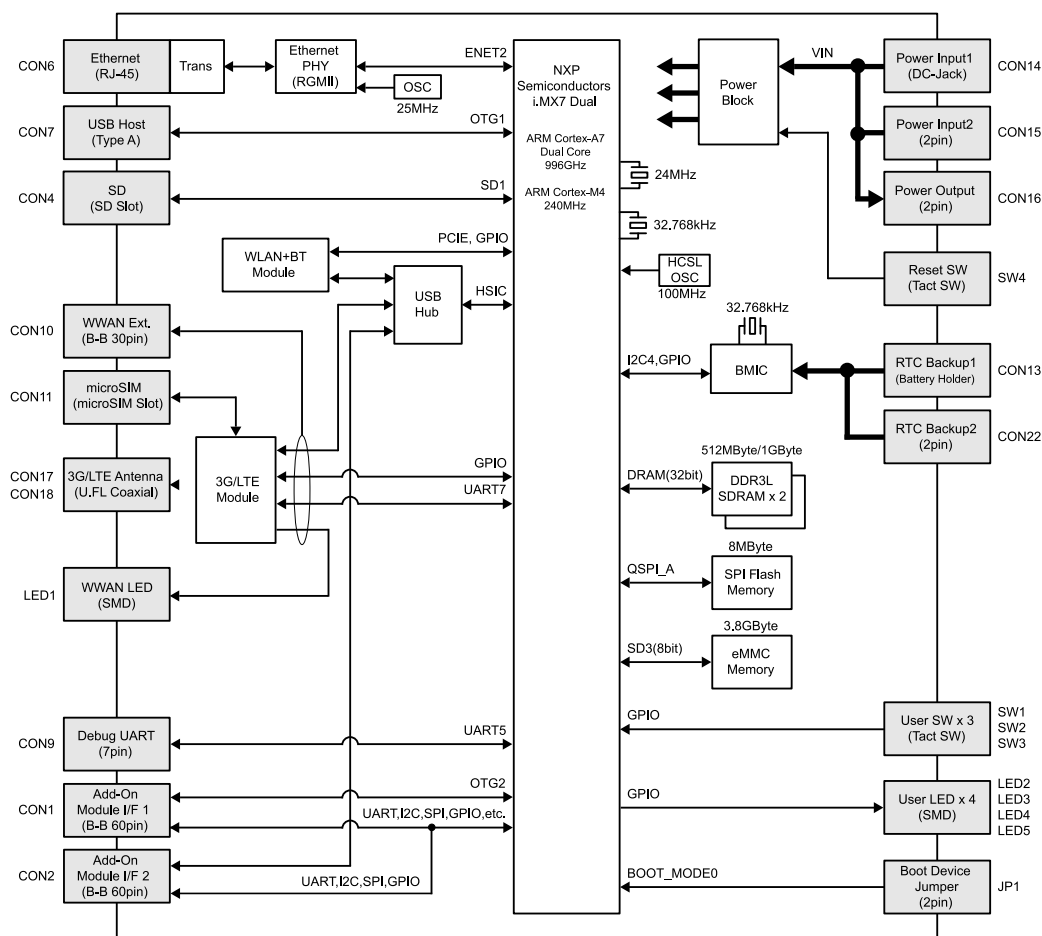 CON6
Ethernet
(RJ-45)
Trans
Ethernet
PHY
(RGMII)
OSC
25MHz
ENET2
CON7
USB Host
(Type A)
OTG1
CON4
SD
(SD Slot)
SD1
WLAN+BT
Module
PCIE, GPIO
USB
Hub
HSIC
CON10
WWAN Ext.
(B-B 30pin)
CON11
microSIM
(microSIM Slot)
CON17
CON18
3G/LTE Antenna
(U.FL Coaxial)
3G/LTE
Module
GPIO
UART7
LED1
WWAN LED
(SMD)
CON9
Debug UART
(7pin)
UART5
CON1
Add-On
Module I/F 1
(B-B 60pin)
OTG2
UART,I2C,SPI,GPIO,etc.
CON2
Add-On
Module I/F 2
(B-B 60pin)
UART,I2C,SPI,GPIO
NXP
Semiconductors
i.MX7 Dual
ARM Cortex-A7
Dual Core
996GHz
ARM Cortex-M4
240MHz
24MHz
32.768kHz
HCSL
OSC
100MHz
Power
Block
VIN
Power Input1
(DC-Jack)
CON14
Power Input2
(2pin)
CON15
Power Output
(2pin)
CON16
Reset SW
(Tact SW)
SW4
32.768kHz
I2C4,GPIO
BMIC
RTC Backup1
(Battery Holder)
CON13
RTC Backup2
(2pin)
CON22
512MByte/1GByte
DRAM(32bit)
DDR3L
SDRAM x 2
8MByte
QSPI_A
SPI Flash
Memory
3.8GByte
SD3(8bit)
eMMC
Memory
GPIO
User SW x 3
(Tact SW)
SW1
SW2
SW3
GPIO
User LED x 4
(SMD)
LED2
LED3
LED4
LED5
BOOT_MODE0
Boot Device
Jumper
(2pin)
JP1